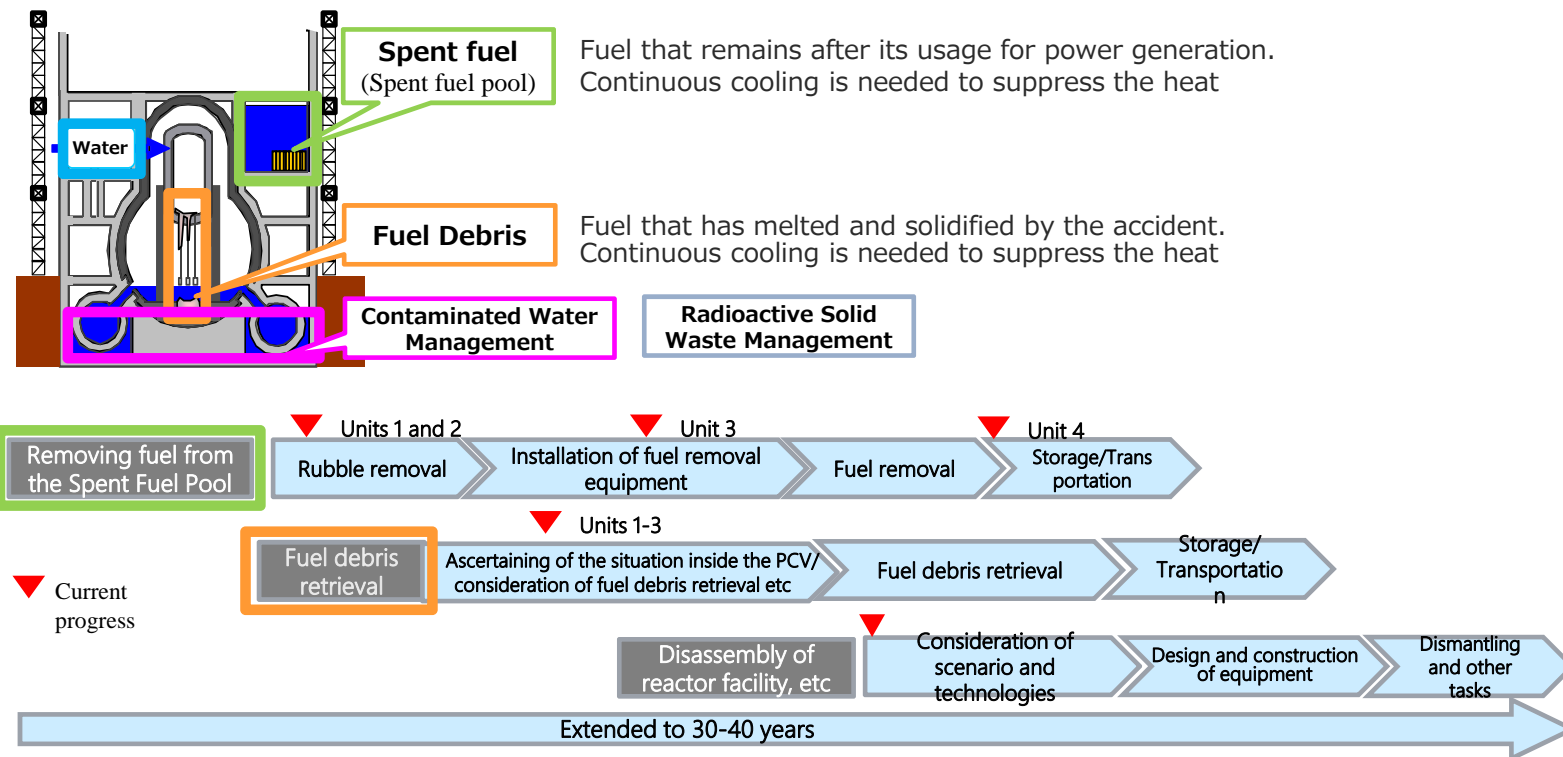 Spent fuel
(Spent fuel pool)
Fuel that remains after its usage for power generation.
Continuous cooling is needed to suppress the heat
Water
Fuel Debris
Fuel that has melted and solidified by the accident.
Continuous cooling is needed to suppress the heat
Contaminated Water
Management
Radioactive Solid
Waste Management
Units 1 and 2
Unit 3
Unit 4
Removing fuel from
the Spent Fuel Pool
Rubble removal
Installation of fuel removal
equipment
Fuel removal
Storage/Trans
portation
Units 1-3
Fuel debris
retrieval
Ascertaining of the situation inside the PCV/
consideration of fuel debris retrieval etc
Fuel debris retrieval
Storage/
Transportatio
n
Current
progress
Disassembly of
reactor facility, etc
Consideration of
scenario and
technologies
Design and construction
of equipment
Dismantling
and other
tasks
Extended to 30-40 years